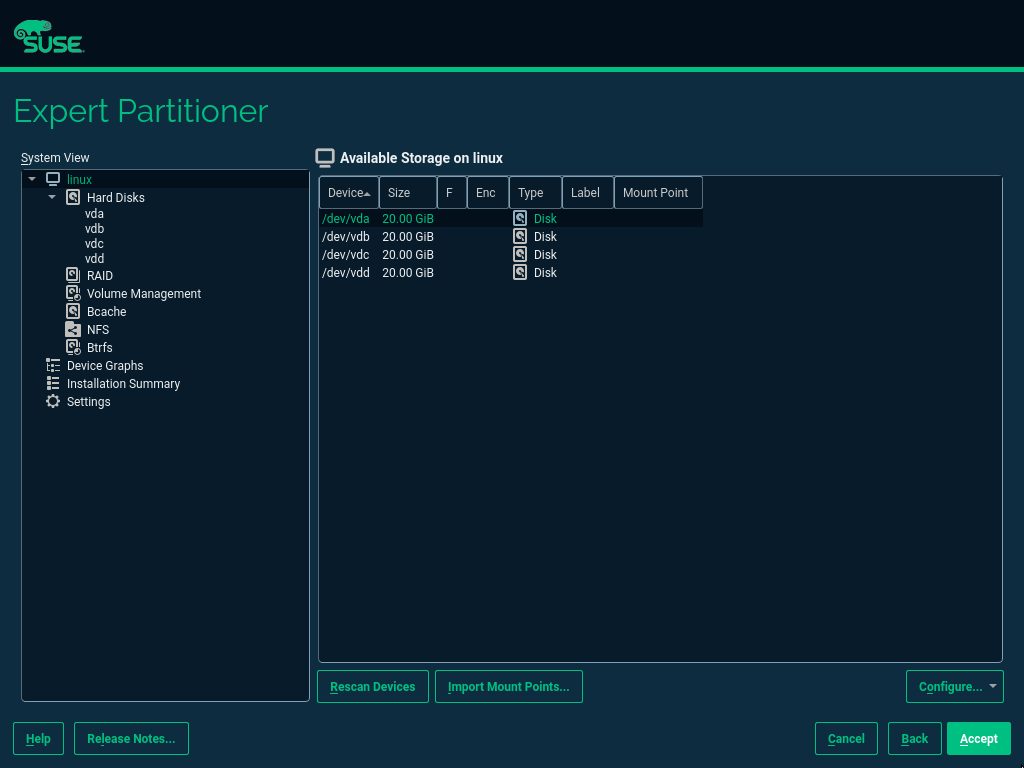 SUSE
Expert Partitioner
System View
linux
Hard Disks
vda
vdb
vdc
vdd
RAID
Volume Management
Bcache
NFS
Btrfs
Device Graphs
Installation Summary
Settings
Available Storage on linux
Device Size F Enc Type Label Mount Point
/dev/vda 20.00 GiB Disk
/dev/vdb 20.00 GiB Disk
/dev/vdc 20.00 GiB Disk
/dev/vdd 20.00 GiB Disk
Rescan Devices Import Mount Points... Configure...
Help Release Notes... Cancel Back Accept